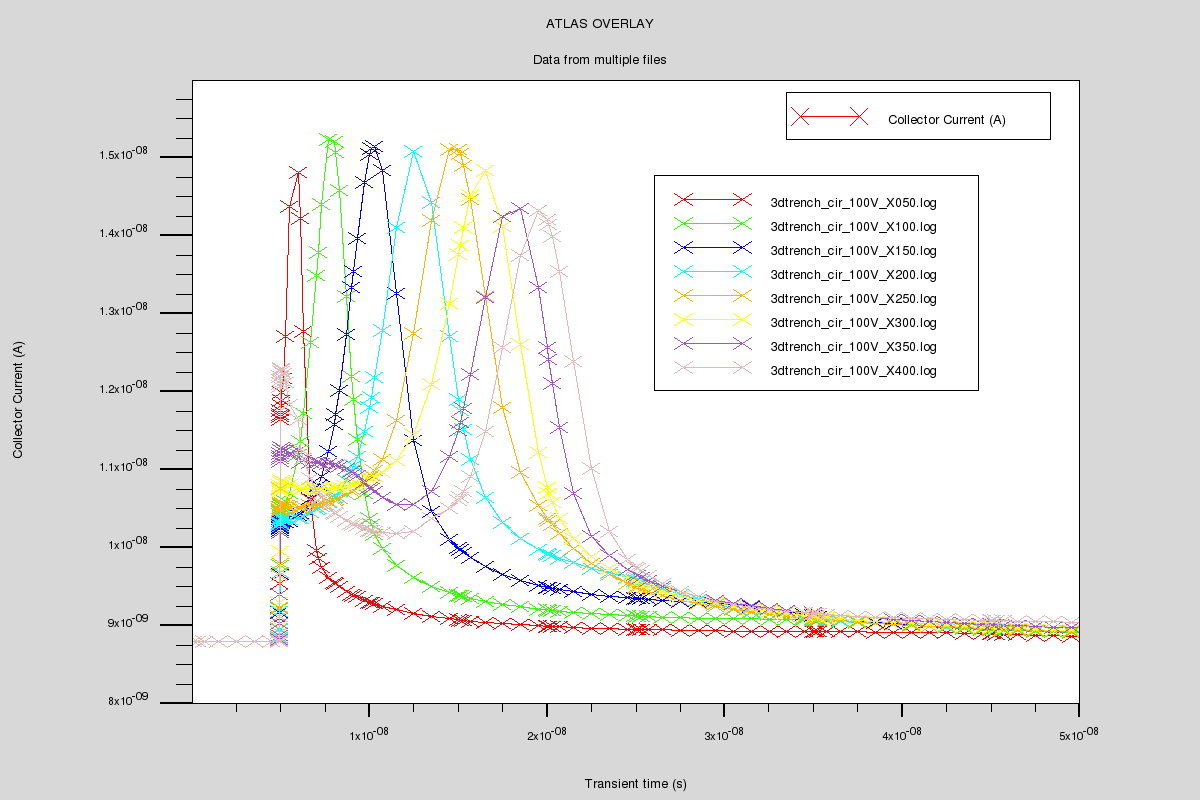 ATLAS OVERLAY
Data from multiple files
Collector Current (A)
3dtrench_cir_100V_X050.log
3dtrench_cir_100V_X100.log
3dtrench_cir_100V_X150.log
3dtrench_cir_100V_X200.log
3dtrench_cir_100V_X250.log
3dtrench_cir_100V_X300.log
3dtrench_cir_100V_X350.log
3dtrench_cir_100V_X400.log
Collector Current (A)
1.5x10-08
1.4x10-08
1.3x10-08
1.2x10-08
1.1x10-08
1x10-08
9x10-09
8x10-09
1x10-08 2x10-08 3x10-08 4x10-08 5x10-08
Transient time (s)